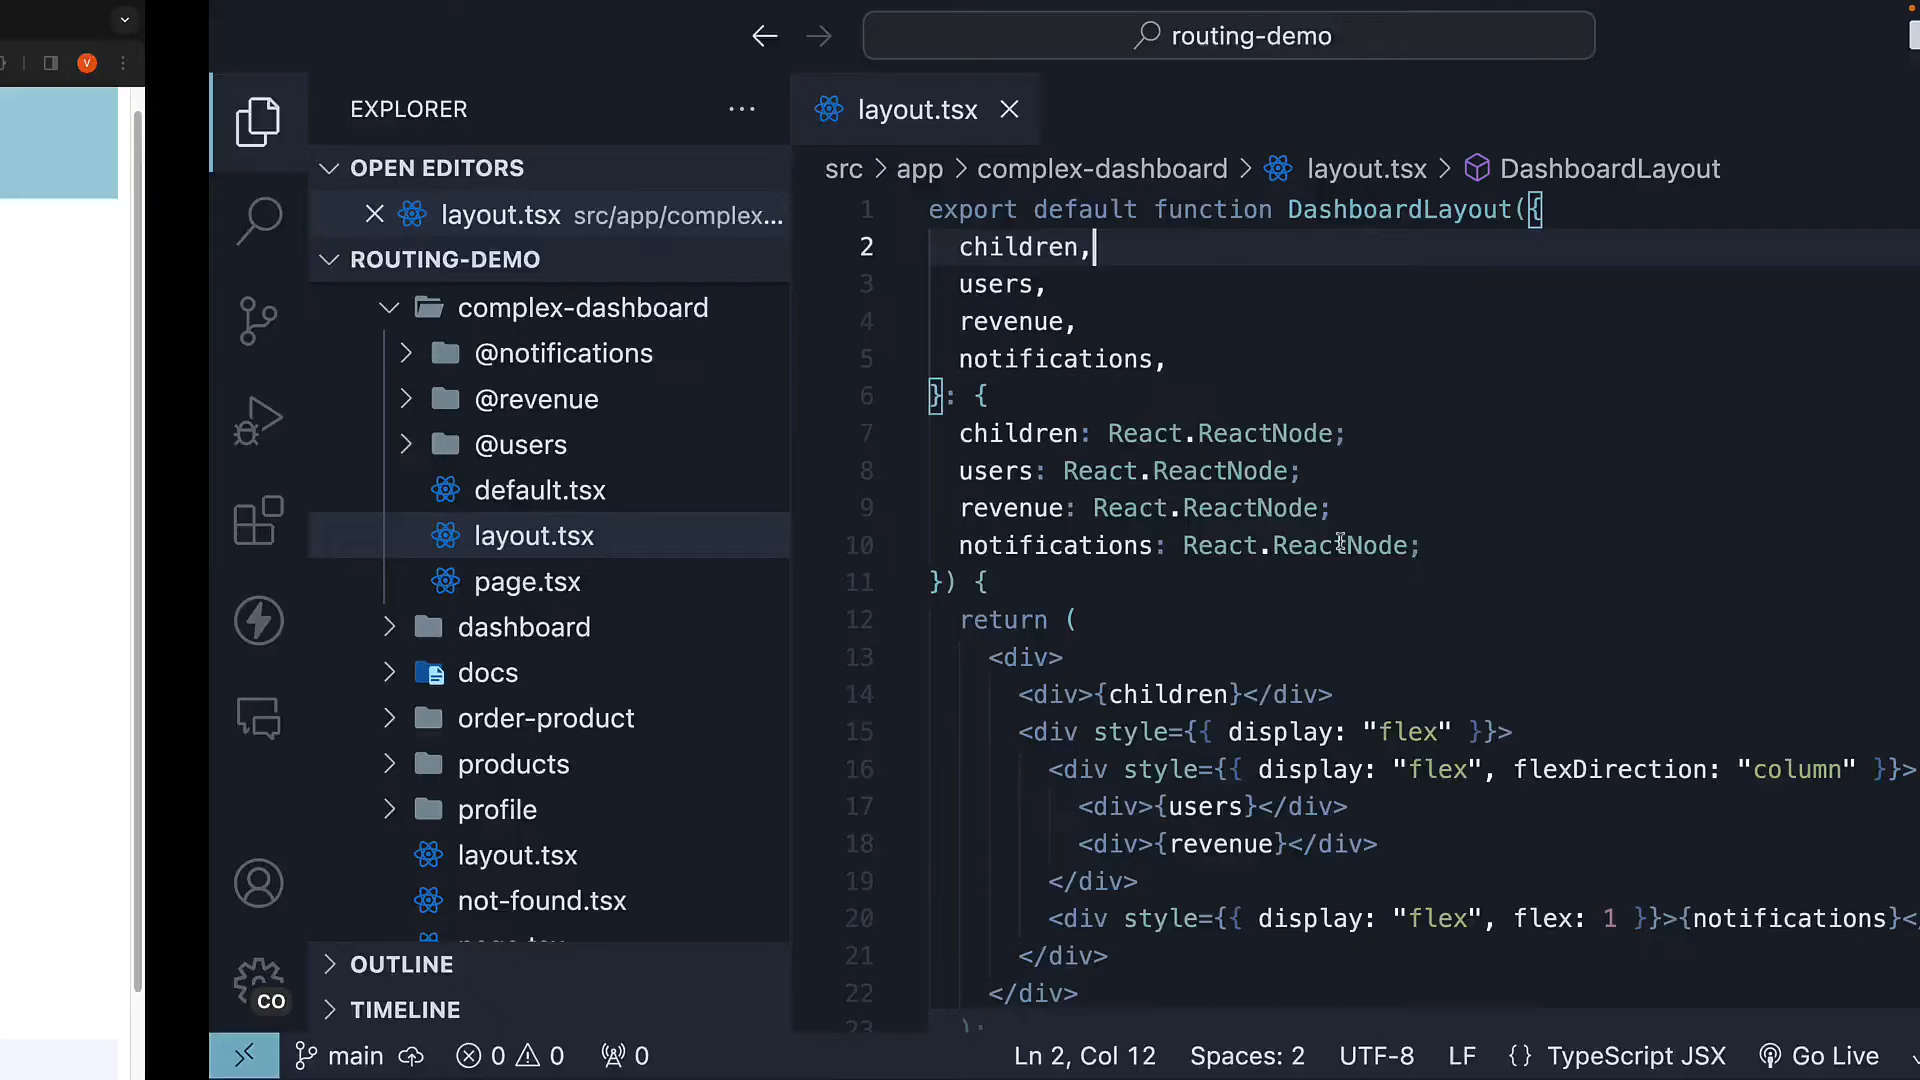 V
routing-demo
EXPLORER
layout.tsx
OPEN EDITORS
layout.tsx src/app/complex...
ROUTING-DEMO
complex-dashboard
@notifications
@revenue
@users
default.tsx
layout.tsx
page.tsx
dashboard
docs
order-product
products
profile
layout.tsx
not-found.tsx
OUTLINE
TIMELINE
CO
src > app > complex-dashboard > layout.tsx > DashboardLayout
1 export default function DashboardLayout({
2 children,
3 users,
4 revenue,
5 notifications,
6 }: {
7 children: React.ReactNode;
8 users: React.ReactNode;
9 revenue: React.ReactNode;
10 notifications: React.ReactNode;
11 }) {
12 return (
13 <div>
14 <div>{children}</div>
15 <div style={{ display: "flex" }}>
16 <div style={{ display: "flex", flexDirection: "column" }}>
17 <div>{users}</div>
18 <div>{revenue}</div>
19 </div>
20 <div style={{ display: "flex", flex: 1 }}>{notifications}<
21 </div>
22 </div>
23 );
main 0 0 0 Ln 2, Col 12 Spaces: 2 UTF-8 LF {} TypeScript JSX Go Live